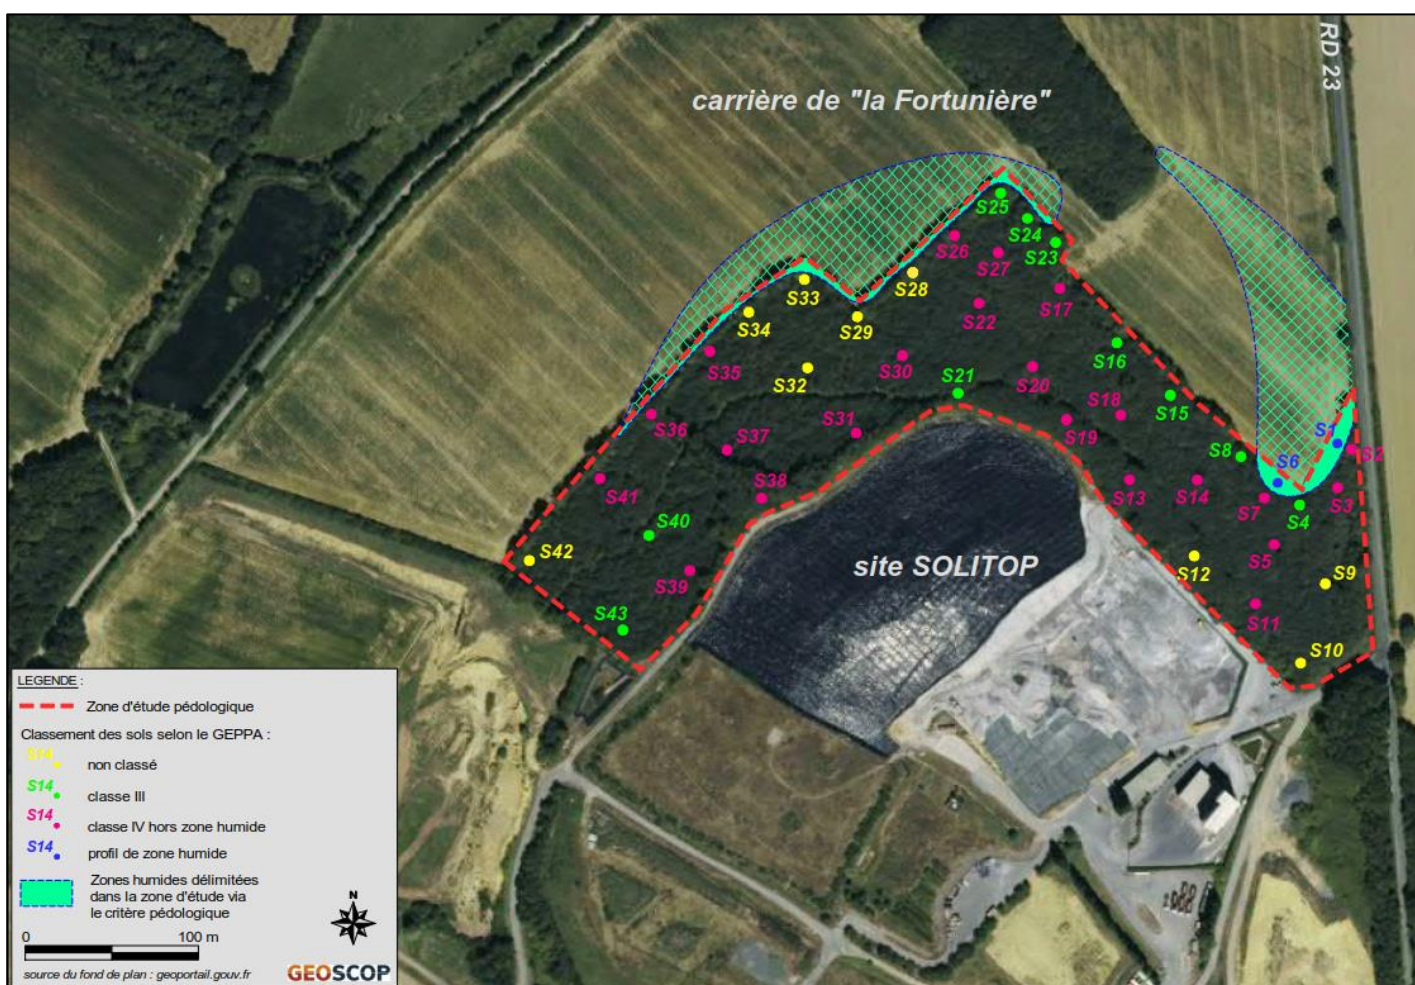 RD 23
carrière de "la Fortunière"
S25
S24
S26
S23
S27
S33
S28
S17
S34
S29
S22
S16
S35
S32
S30
S20
S21
S15
S18
S36
S31
S19
S1
S37
S8
S2
S6
S41
S38
S13
S14
S7
S4
S3
S40
S42
S5
S39
site SOLITOP
S12
S9
S11
S43
S10
LEGENDE :
Zone d'étude pédologique
Classement des sols selon le GEPPA :
S14 non classé
S14 classe III
S14 classe IV hors zone humide
S14 profil de zone humide
Zones humides délimitées
dans la zone d'étude via
le critère pédologique
N
0 100 m
source du fond de plan : geoportail.gouv.fr
GEOSCOP